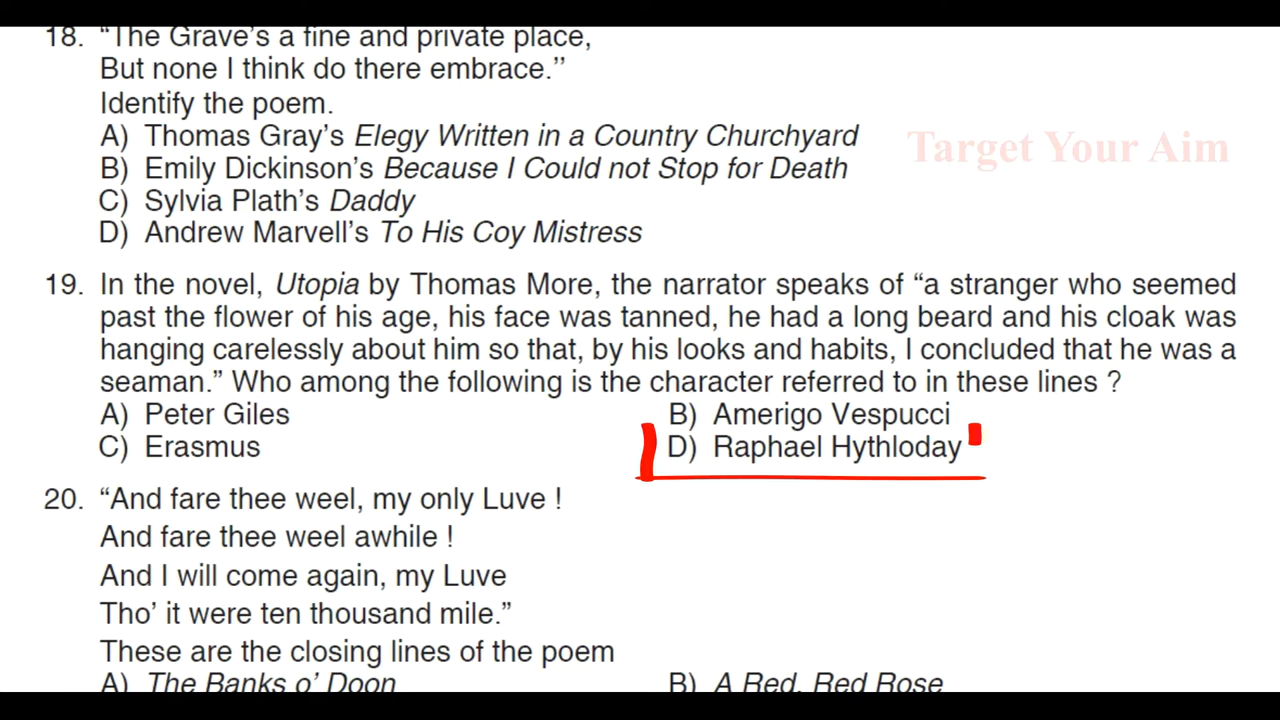 18. “The Grave’s a fine and private place,
But none I think do there embrace.’’
Identify the poem.
A) Thomas Gray’s Elegy Written in a Country Churchyard
Target Your Aim
B) Emily Dickinson’s Because I Could not Stop for Death
C) Sylvia Plath’s Daddy
D) Andrew Marvell’s To His Coy Mistress
19. In the novel, Utopia by Thomas More, the narrator speaks of “a stranger who seemed
past the flower of his age, his face was tanned, he had a long beard and his cloak was
hanging carelessly about him so that, by his looks and habits, I concluded that he was a
seaman.” Who among the following is the character referred to in these lines ?
A) Peter Giles B) Amerigo Vespucci
C) Erasmus D) Raphael Hythloday
20. “And fare thee weel, my only Luve !
And fare thee weel awhile !
And I will come again, my Luve
Tho’ it were ten thousand mile.”
These are the closing lines of the poem
A) The Banks o’ Doon B) A Red, Red Rose